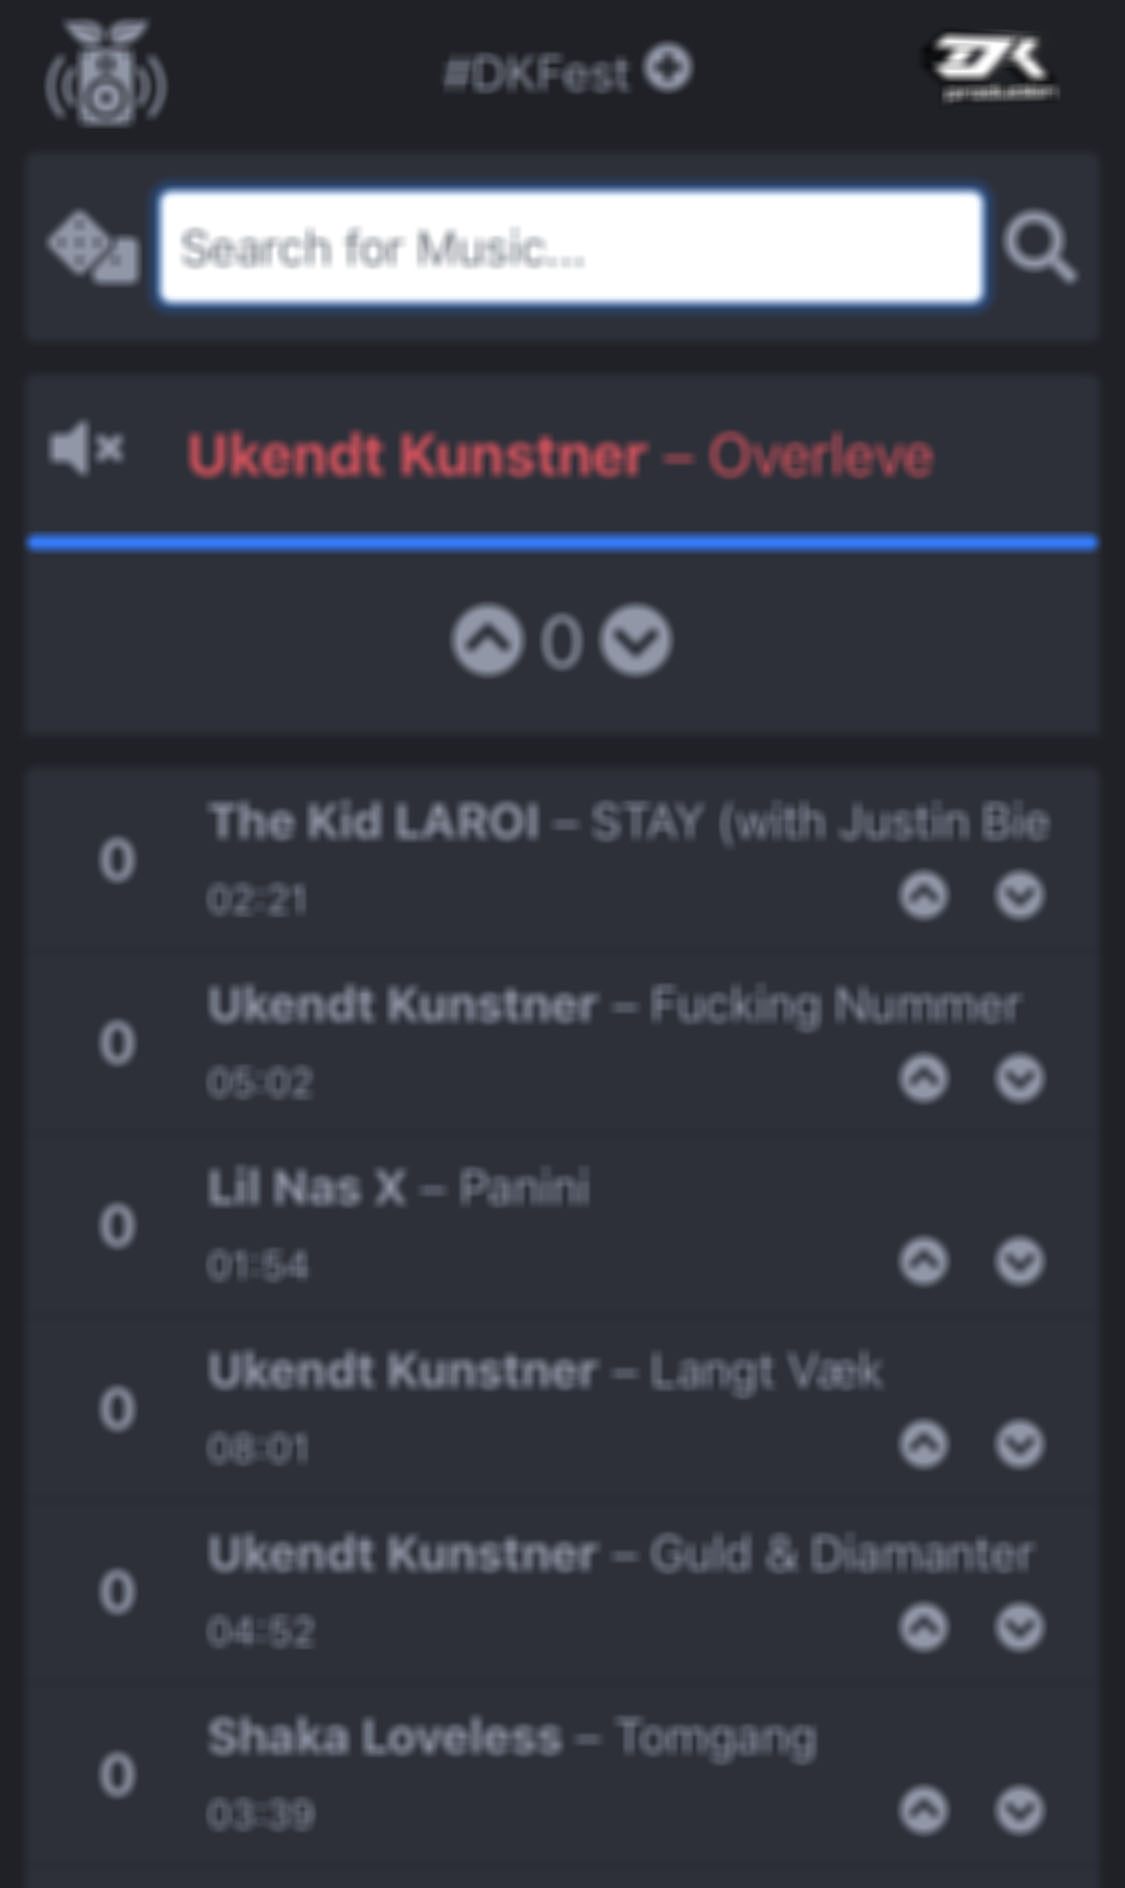 #DKFest
DK
production
Search for Music...
Ukendt Kunstner – Overleve
0
The Kid LAROI – STAY (with Justin Bie
0
02:21
Ukendt Kunstner – Fucking Nummer
0
05:02
Lil Nas X – Panini
0
01:54
Ukendt Kunstner – Langt Væk
0
08:01
Ukendt Kunstner – Guld & Diamanter
0
04:52
Shaka Loveless – Tomgang
0
03:39